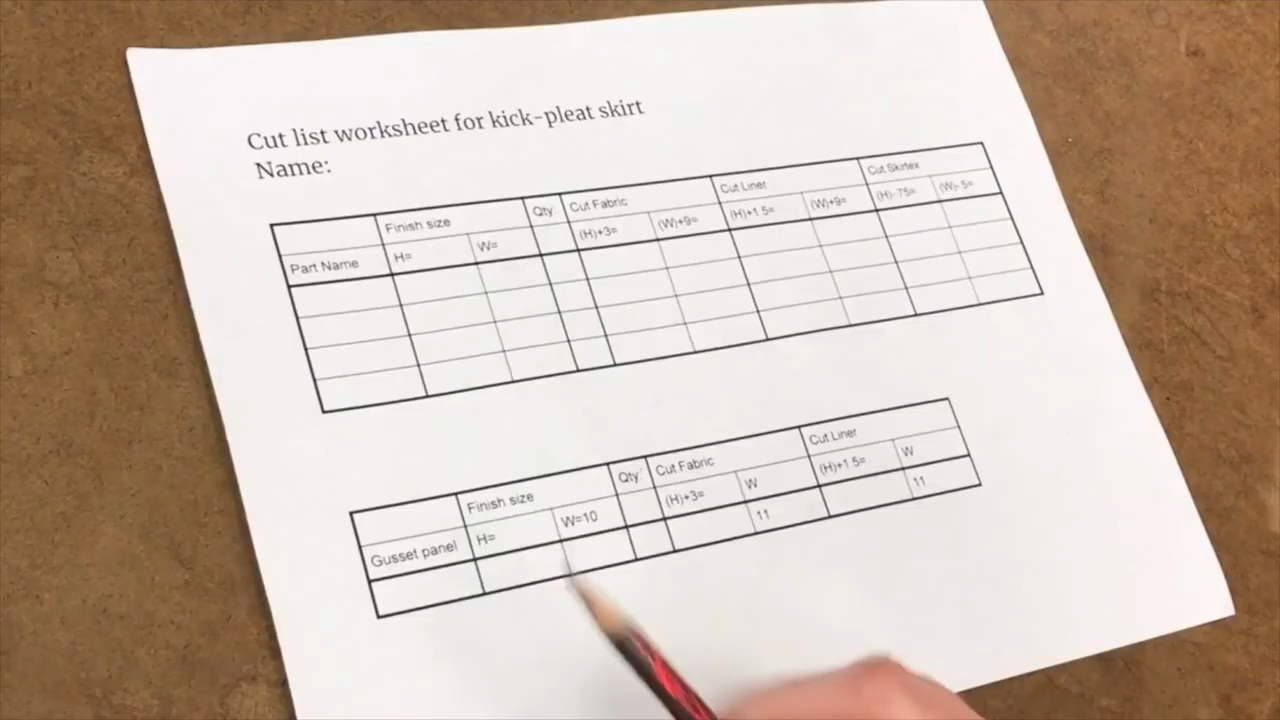 Cut list worksheet for kick-pleat skirt
Name:
Finish size Qty: Cut Fabric Cut Liner Cut Skirtex
Part Name H= W= (H)+3= (W)+9= (H)+1.5= (W)+9= (H)-.75= (W)-.5=
Finish size Qty: Cut Fabric Cut Liner
Gusset panel H= W=10 (H)+3= W (H)+1.5= W
11 11